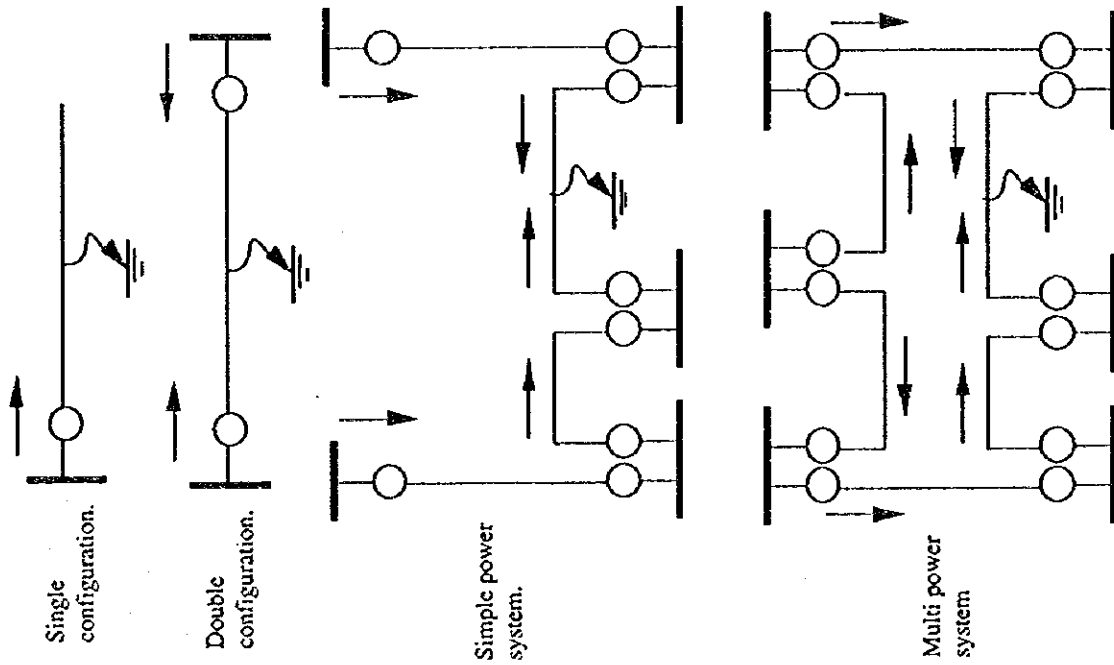 Single
configuration.
Double
configuration.
Simple power
system.
Multi power
system